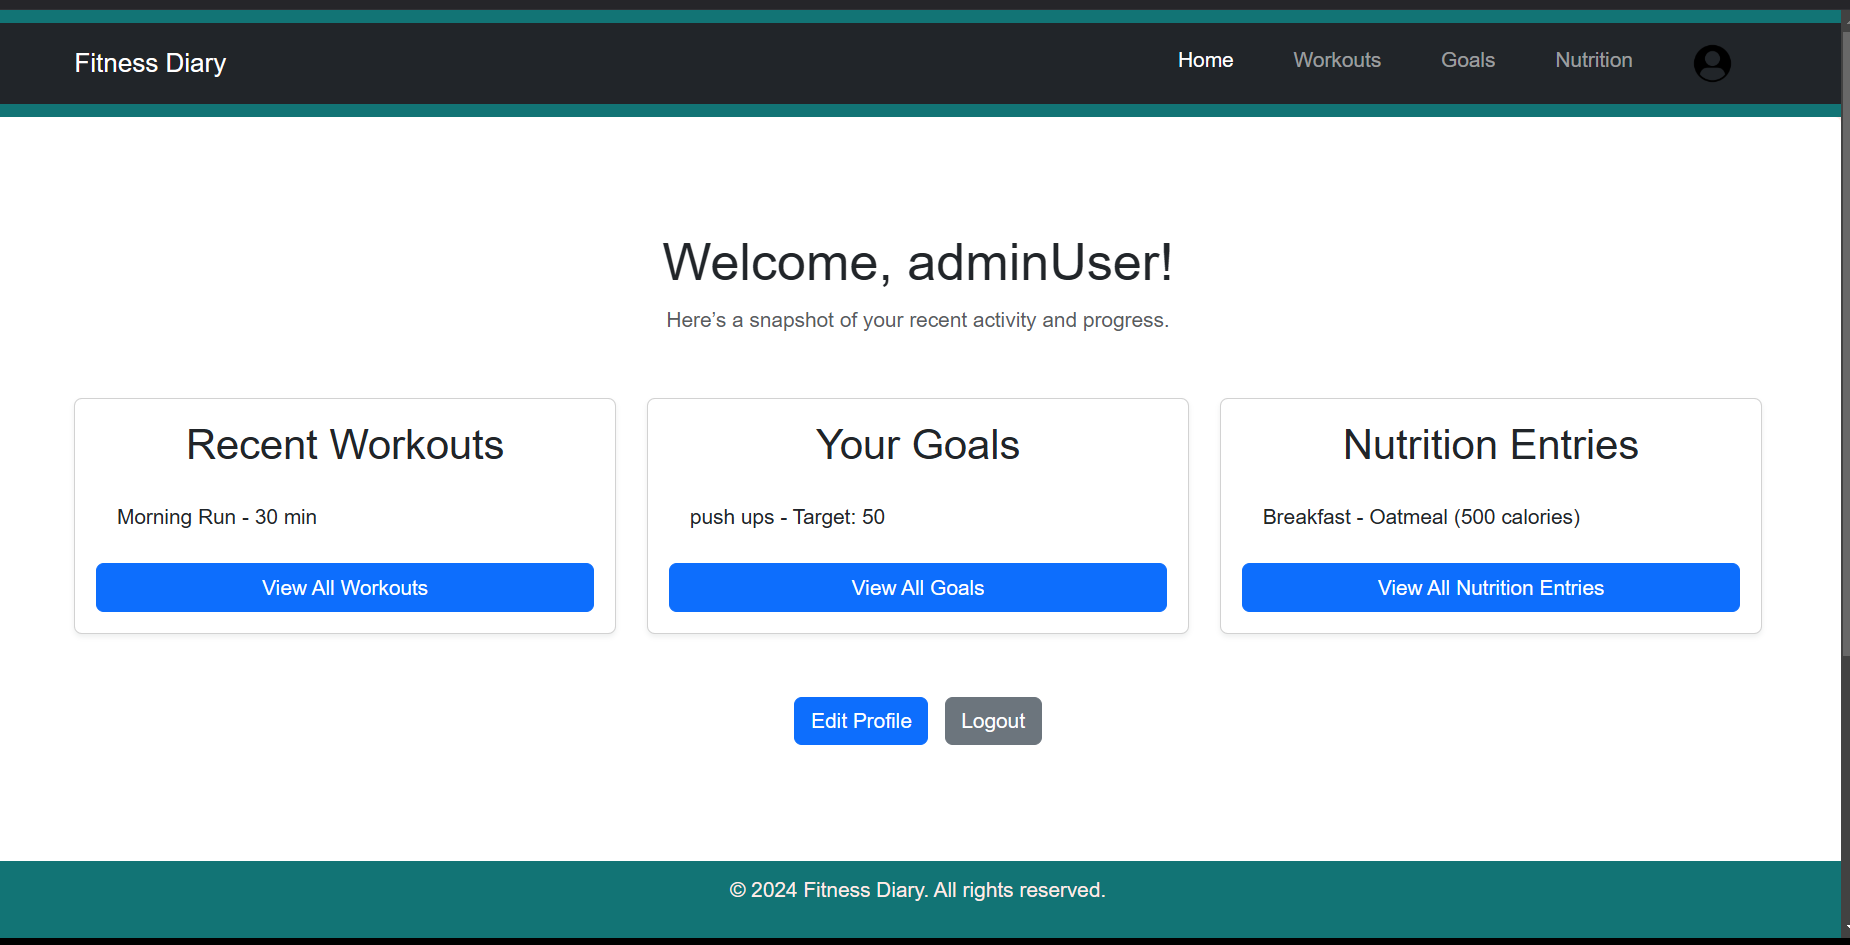 Fitness Diary
Home Workouts Goals Nutrition
Welcome, adminUser!
Here’s a snapshot of your recent activity and progress.
Recent Workouts
Morning Run - 30 min
View All Workouts
Your Goals
push ups - Target: 50
View All Goals
Nutrition Entries
Breakfast - Oatmeal (500 calories)
View All Nutrition Entries
Edit Profile
Logout
© 2024 Fitness Diary. All rights reserved.